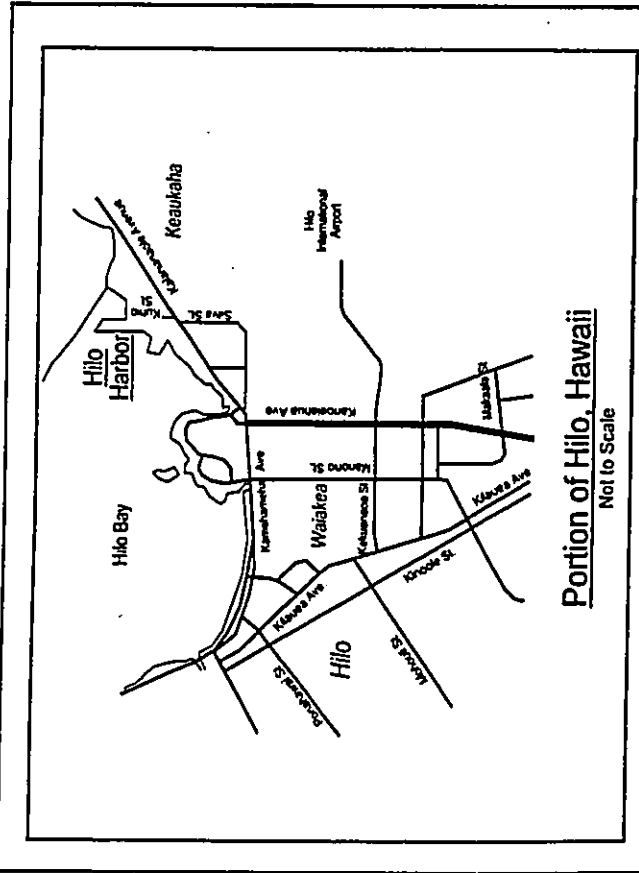 Hilo Bay
Hilo
Harbor
Kuhio
St.
Kalanianaole Avenue
Keaukaha
Silva St.
Kamehameha Ave
Hilo
International
Airport
Waiakea
Manono St.
Kanoelehua Ave
Kekuanaoa St
Ponahawai St.
Kilauea Ave
Hilo
Mohouli St.
Kinoole St.
Kilauea Ave
Makaala St
Portion of Hilo, Hawaii
Not to Scale